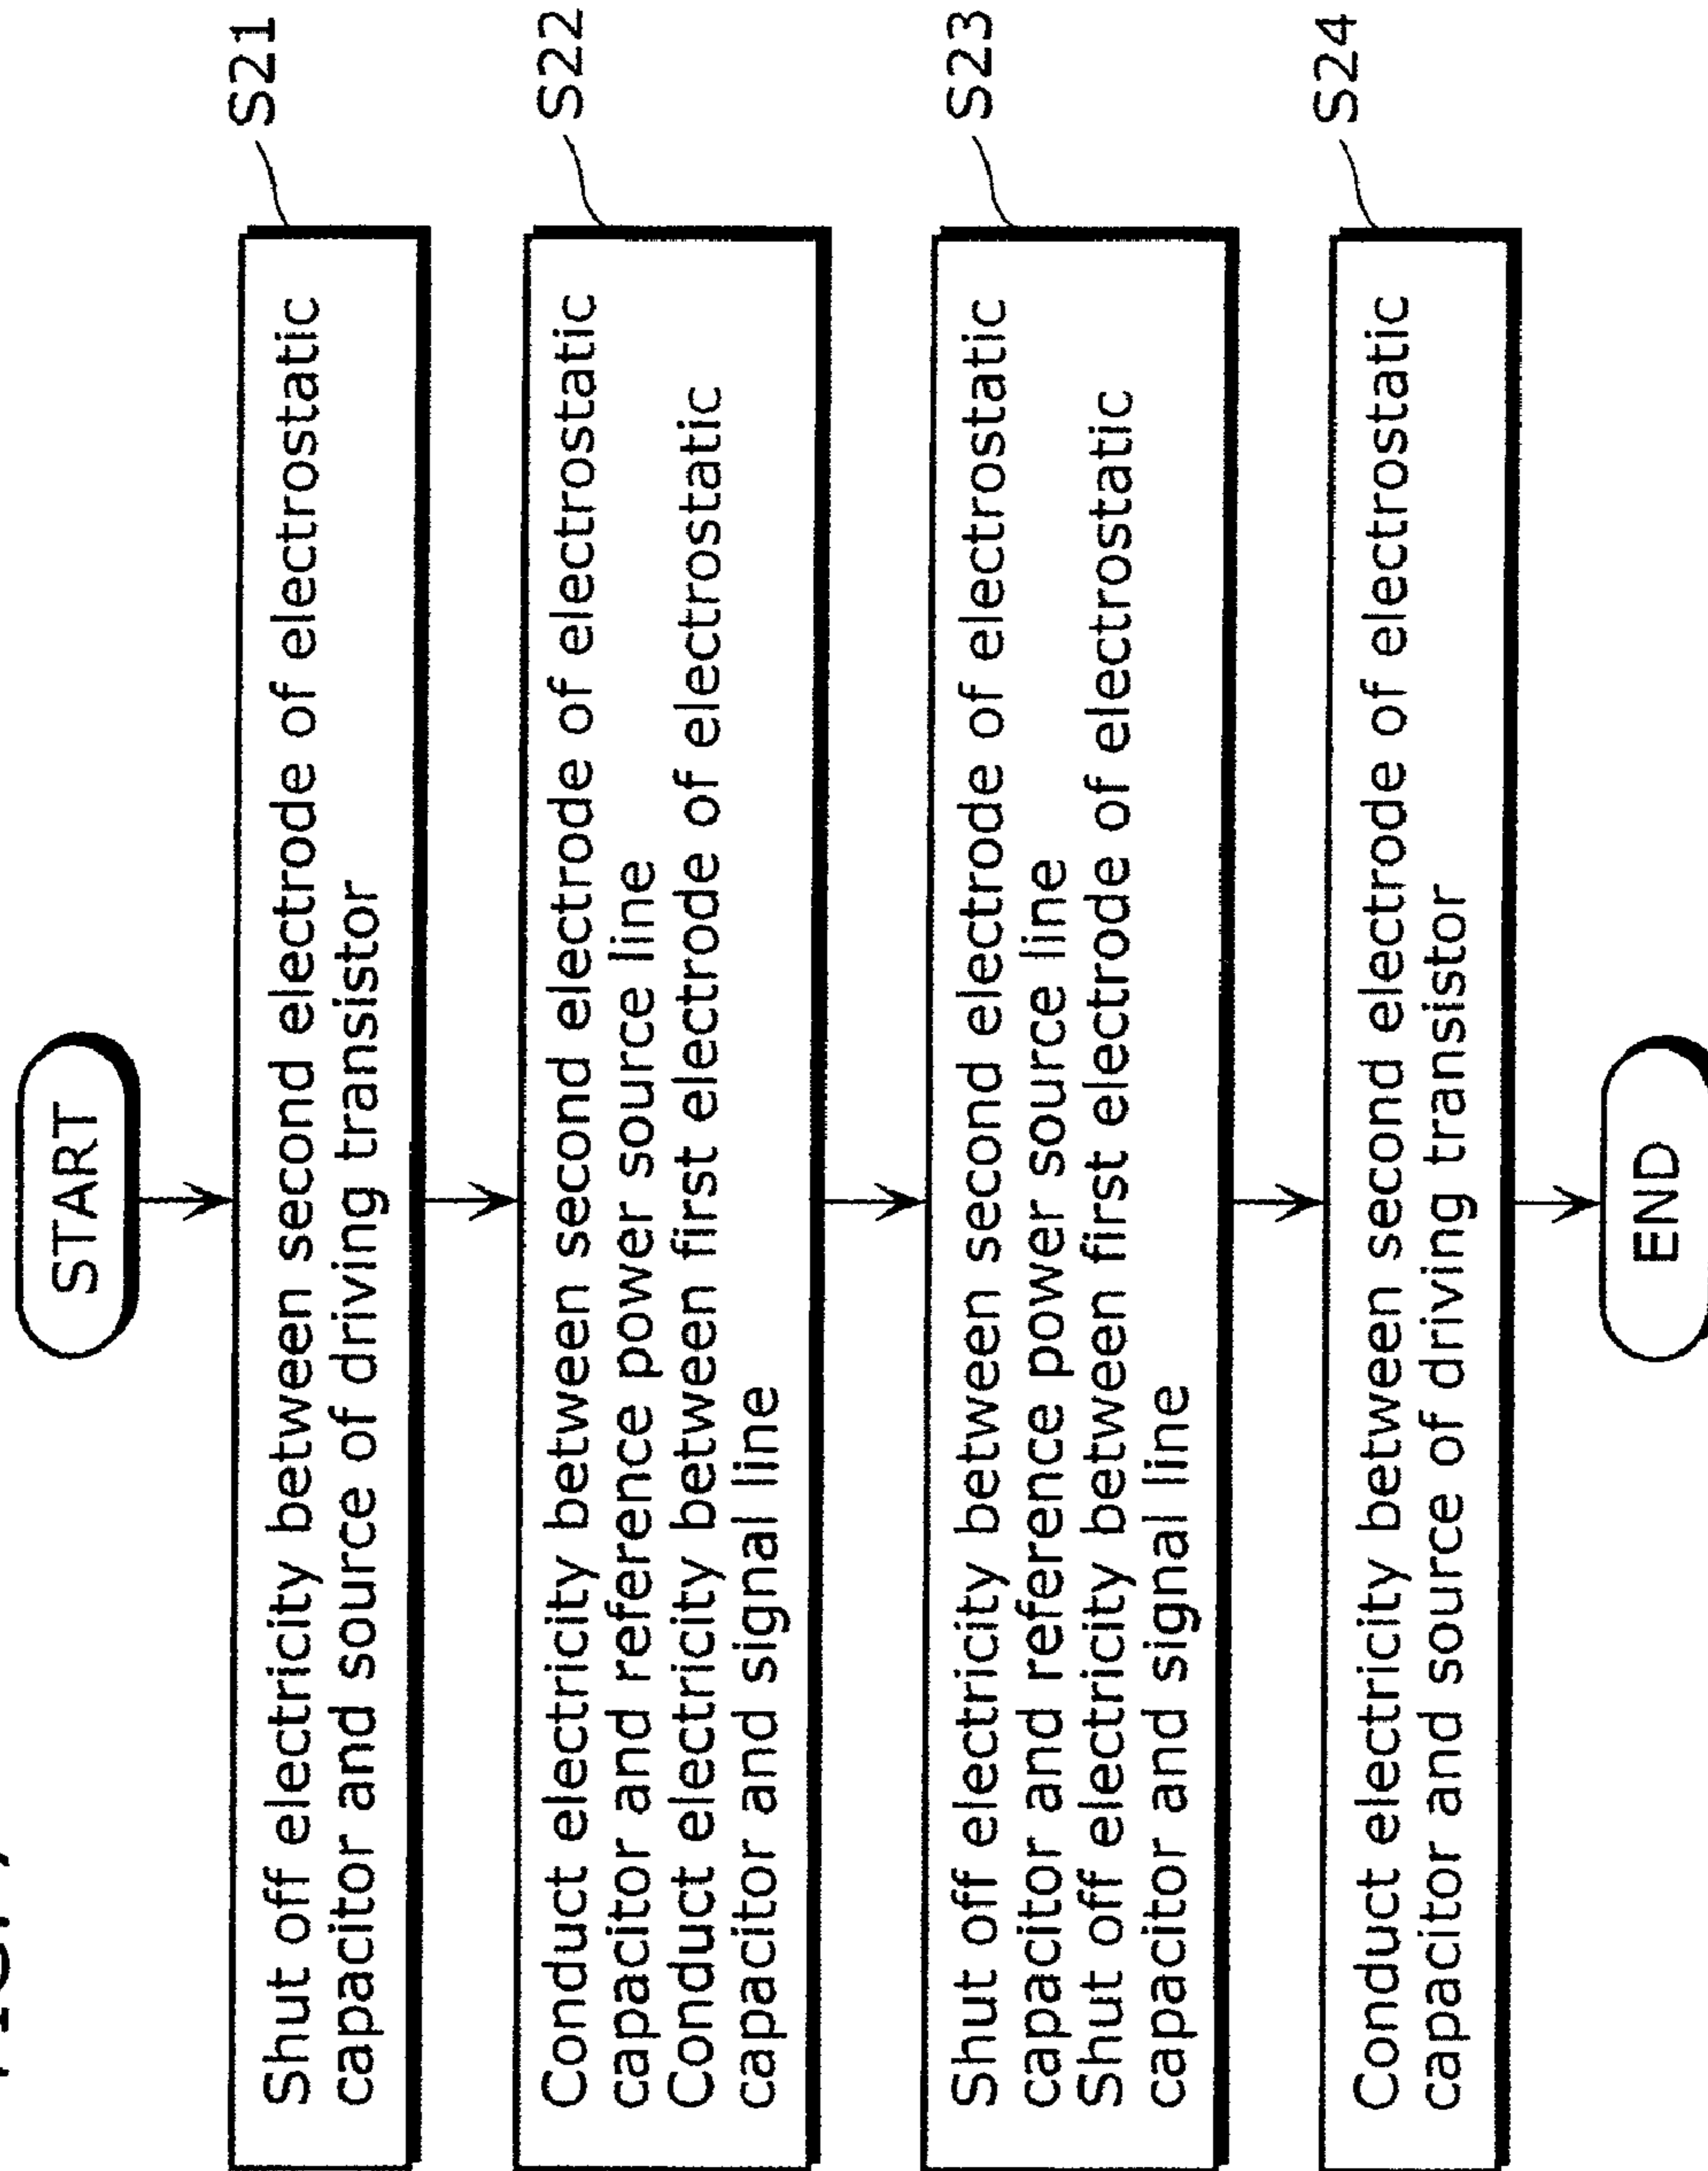 START
Shut off electricity between second electrode of electrostatic
capacitor and source of driving transistor
S21
Conduct electricity between second electrode of electrostatic
capacitor and reference power source line
Conduct electricity between first electrode of electrostatic
capacitor and signal line
S22
Shut off electricity between second electrode of electrostatic
capacitor and reference power source line
Shut off electricity between first electrode of electrostatic
capacitor and signal line
S23
Conduct electricity between second electrode of electrostatic
capacitor and source of driving transistor
S24
END